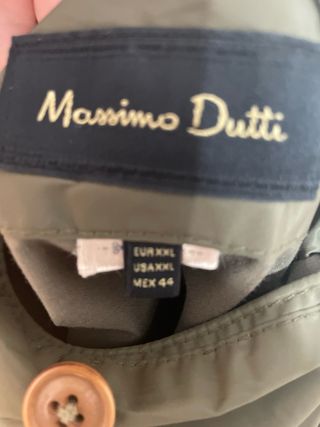 Massimo Dutti
EUR XXL
USA XXL
MEX 44